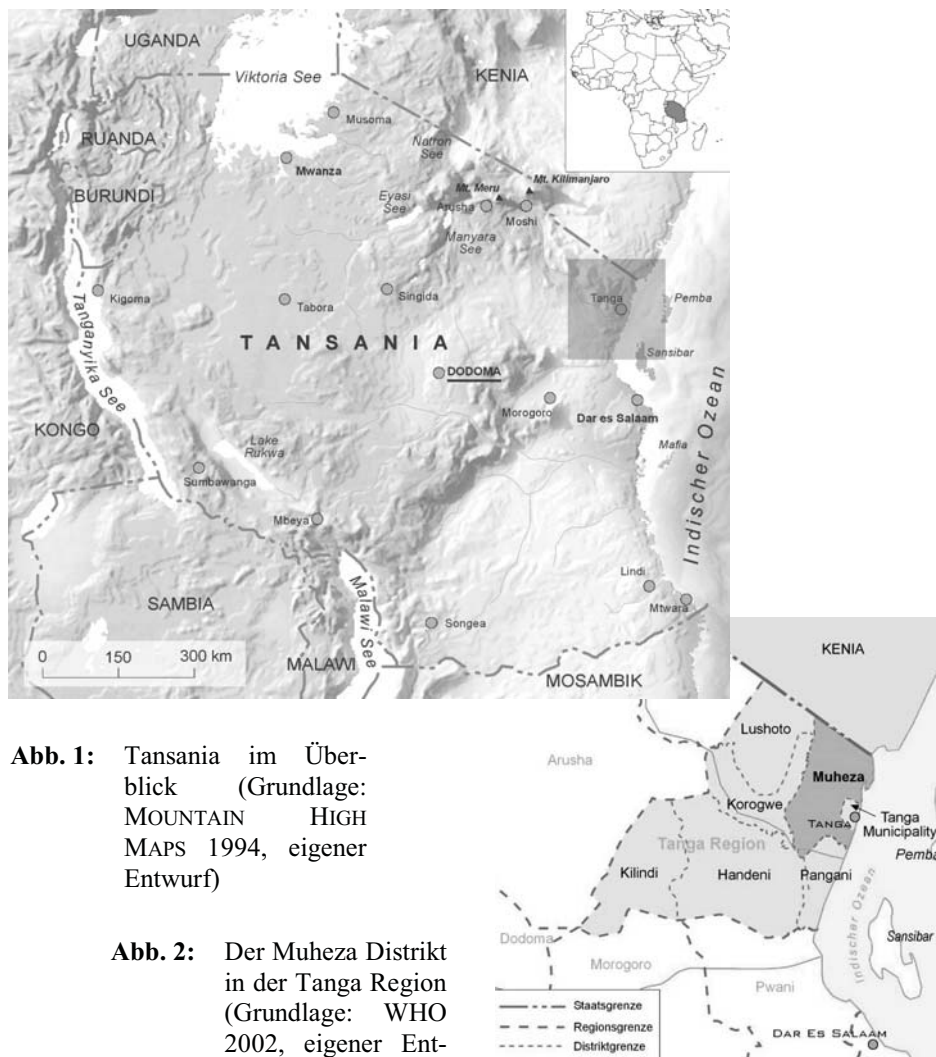 UGANDA
Viktoria See
KENIA
Musoma
RUANDA
Natron
See
Mwanza
BURUNDI
Mt. Meru
Mt. Kilimanjaro
Eyasi
See
Arusha
Moshi
Manyara
See
Kigoma
Tabora
Singida
Tanga
Pemba
Tanganyika See
TANSANIA
Sansibar
DODOMA
Morogoro
Dar es Salaam
KONGO
Lake
Rukwa
Mafia
Indischer Ozean
Sumbawanga
Mbeya
Lindi
Mtwara
SAMBIA
Malawi See
Songea
0 150 300 km
MALAWI
MOSAMBIK
Abb. 1: Tansania im Über-
blick (Grundlage:
MOUNTAIN HIGH
MAPS 1994, eigener
Entwurf)
KENIA
Lushoto
Arusha
Muheza
Korogwe
TANGA
Tanga
Municipality
Tanga Region
Pemba
Kilindi
Handeni
Pangani
Indischer Ozean
Sansibar
Dodoma
Morogoro
Pwani
Staatsgrenze
Regionsgrenze
Distriktgrenze
DAR ES SALAAM
Abb. 2: Der Muheza Distrikt
in der Tanga Region
(Grundlage: WHO
2002, eigener Ent-